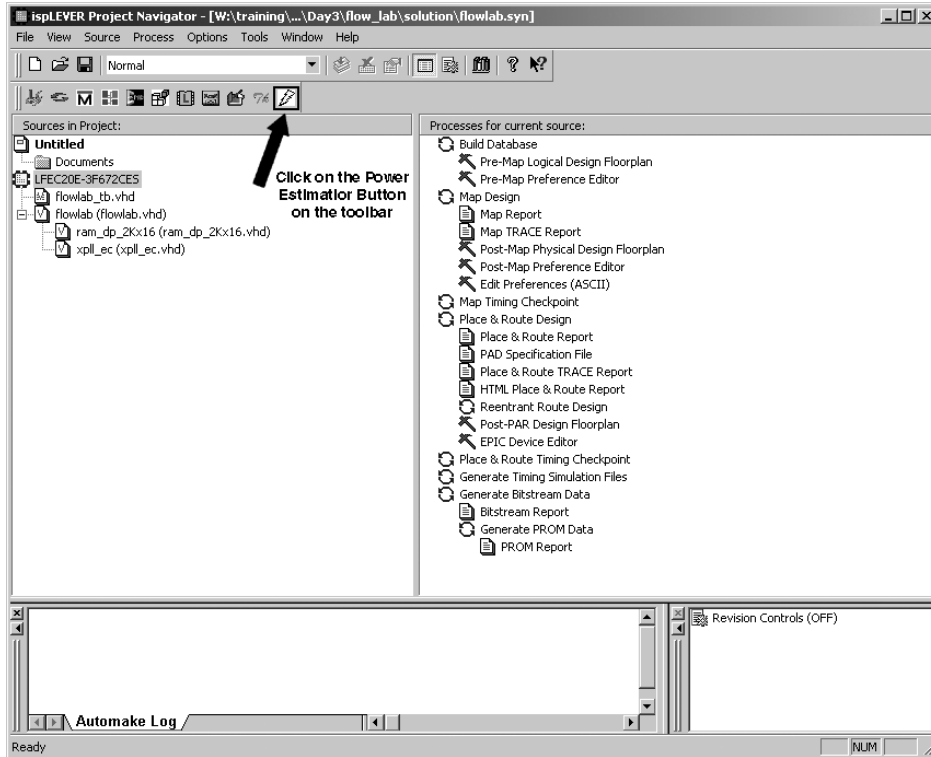 ispLEVER Project Navigator - [W:\training\...\Day3\flow_lab\solution\flowlab.syn]
File View Source Process Options Tools Window Help
Normal
Sources in Project:
Untitled
Documents
LFEC20E-3F672CES
flowlab_tb.vhd
flowlab (flowlab.vhd)
ram_dp_2Kx16 (ram_dp_2Kx16.vhd)
xpll_ec (xpll_ec.vhd)
Click on the Power
Estimatior Button
on the toolbar
Processes for current source:
Build Database
Pre-Map Logical Design Floorplan
Pre-Map Preference Editor
Map Design
Map Report
Map TRACE Report
Post-Map Physical Design Floorplan
Post-Map Preference Editor
Edit Preferences (ASCII)
Map Timing Checkpoint
Place & Route Design
Place & Route Report
PAD Specification File
Place & Route TRACE Report
HTML Place & Route Report
Reentrant Route Design
Post-PAR Design Floorplan
EPIC Device Editor
Place & Route Timing Checkpoint
Generate Timing Simulation Files
Generate Bitstream Data
Bitstream Report
Generate PROM Data
PROM Report
Automake Log
Revision Controls (OFF)
Ready
NUM